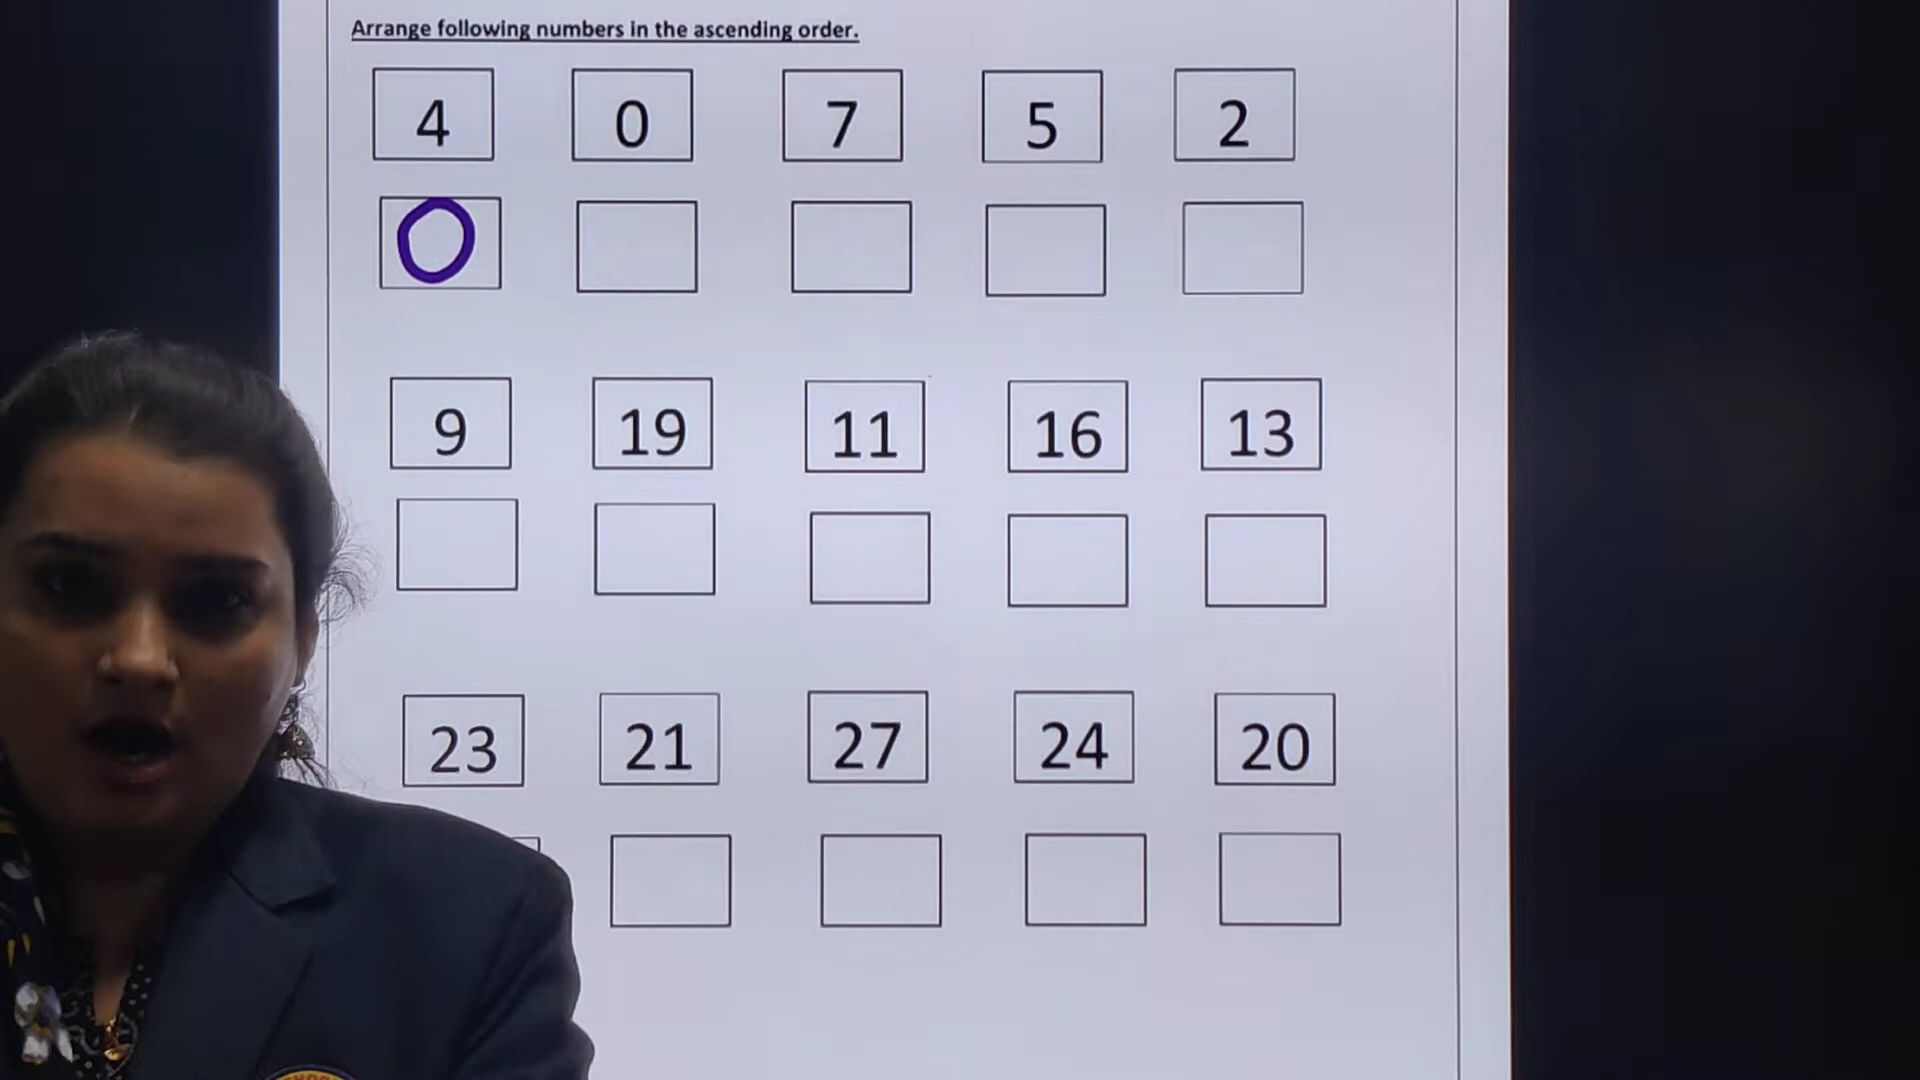 Arrange following numbers in the ascending order.
4 0 7 5 2
0
9 19 11 16 13
23 21 27 24 20